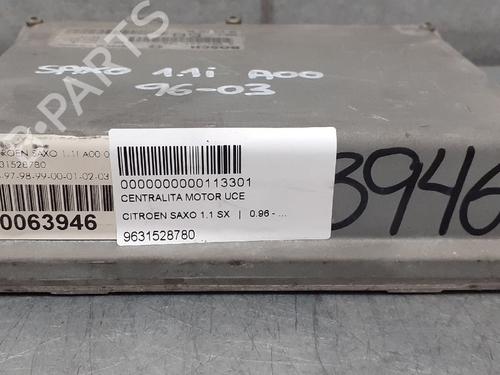 PARTS
BOSCH
SAXO 1.1i A00
96-03
SAXO 1.1I A00
9631528780
97-98-99-00-01-02-03
0063946
0000000000113301
CENTRALITA MOTOR UCE
CITROEN SAXO 1.1 SX | 0.96 - ...
9631528780
3946